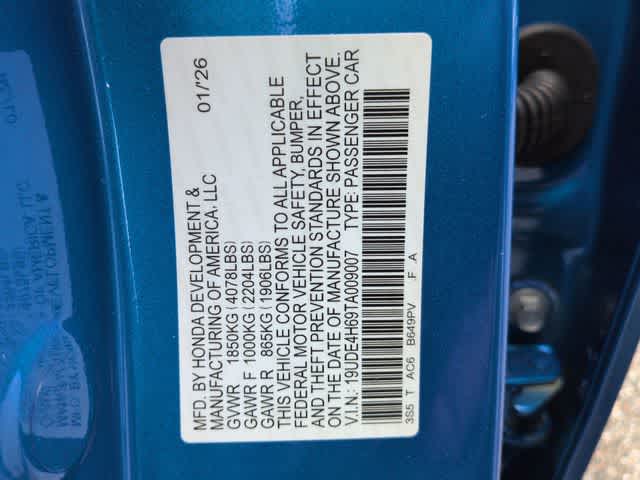 MFD. BY HONDA DEVELOPMENT & 01/'26
MANUFACTURING OF AMERICA, LLC
GVWR 1850KG (4078LBS)
GAWR F 1000KG (2204LBS)
GAWR R 865KG (1906LBS)
THIS VEHICLE CONFORMS TO ALL APPLICABLE
FEDERAL MOTOR VEHICLE SAFETY, BUMPER,
AND THEFT PREVENTION STANDARDS IN EFFECT
ON THE DATE OF MANUFACTURE SHOWN ABOVE.
V.I.N.: 19UDE4H69TA009007 TYPE: PASSENGER CAR
3S5 T AC6 B649PV .F A